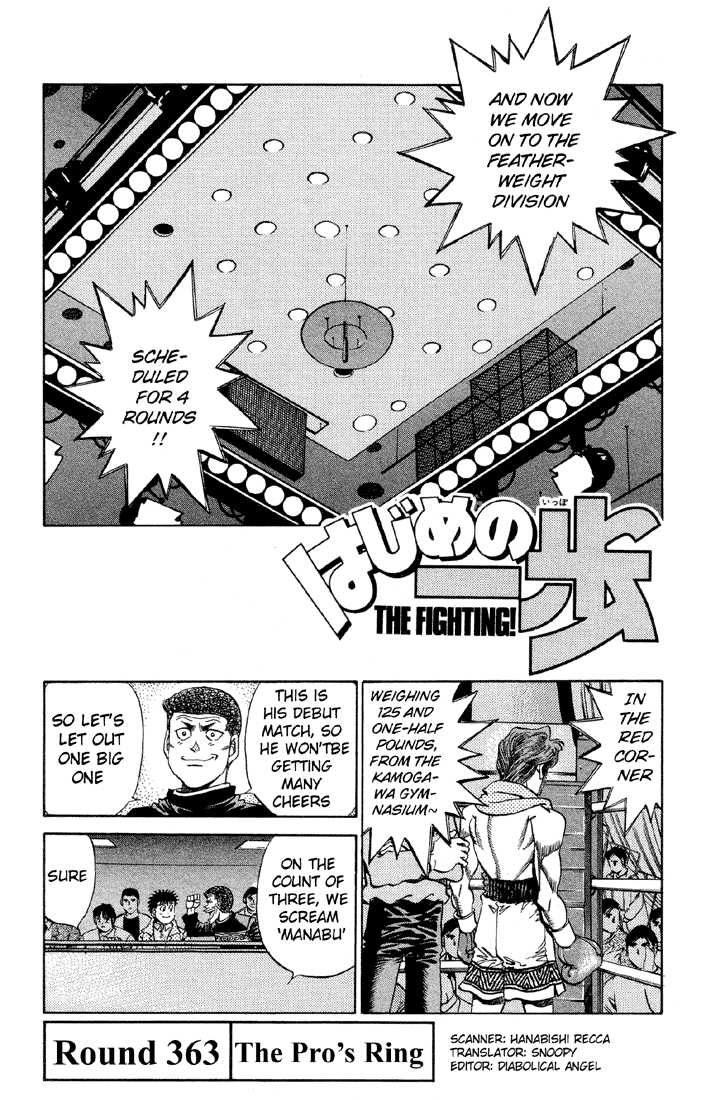 AND NOW
WE MOVE
ON TO THE
FEATHER-
WEIGHT
DIVISION
SCHE-
DULED
FOR 4
ROUNDS
!!
いっぽ
はじめの一歩
THE FIGHTING!
IN
THE
RED
COR-
NER
WEIGHING
125 AND
ONE-HALF
POUNDS,
FROM THE
KAMOGA-
WA GYM-
NASIUM~
THIS IS
HIS DEBUT
MATCH, SO
HE WON'TBE
GETTING
MANY
CHEERS
SO LET'S
LET OUT
ONE BIG
ONE
ON THE
COUNT OF
THREE, WE
SCREAM
'MANABU'
SURE
Round 363
The Pro's Ring
SCANNER: HANABISHI RECCA
TRANSLATOR: SNOOPY
EDITOR: DIABOLICAL ANGEL